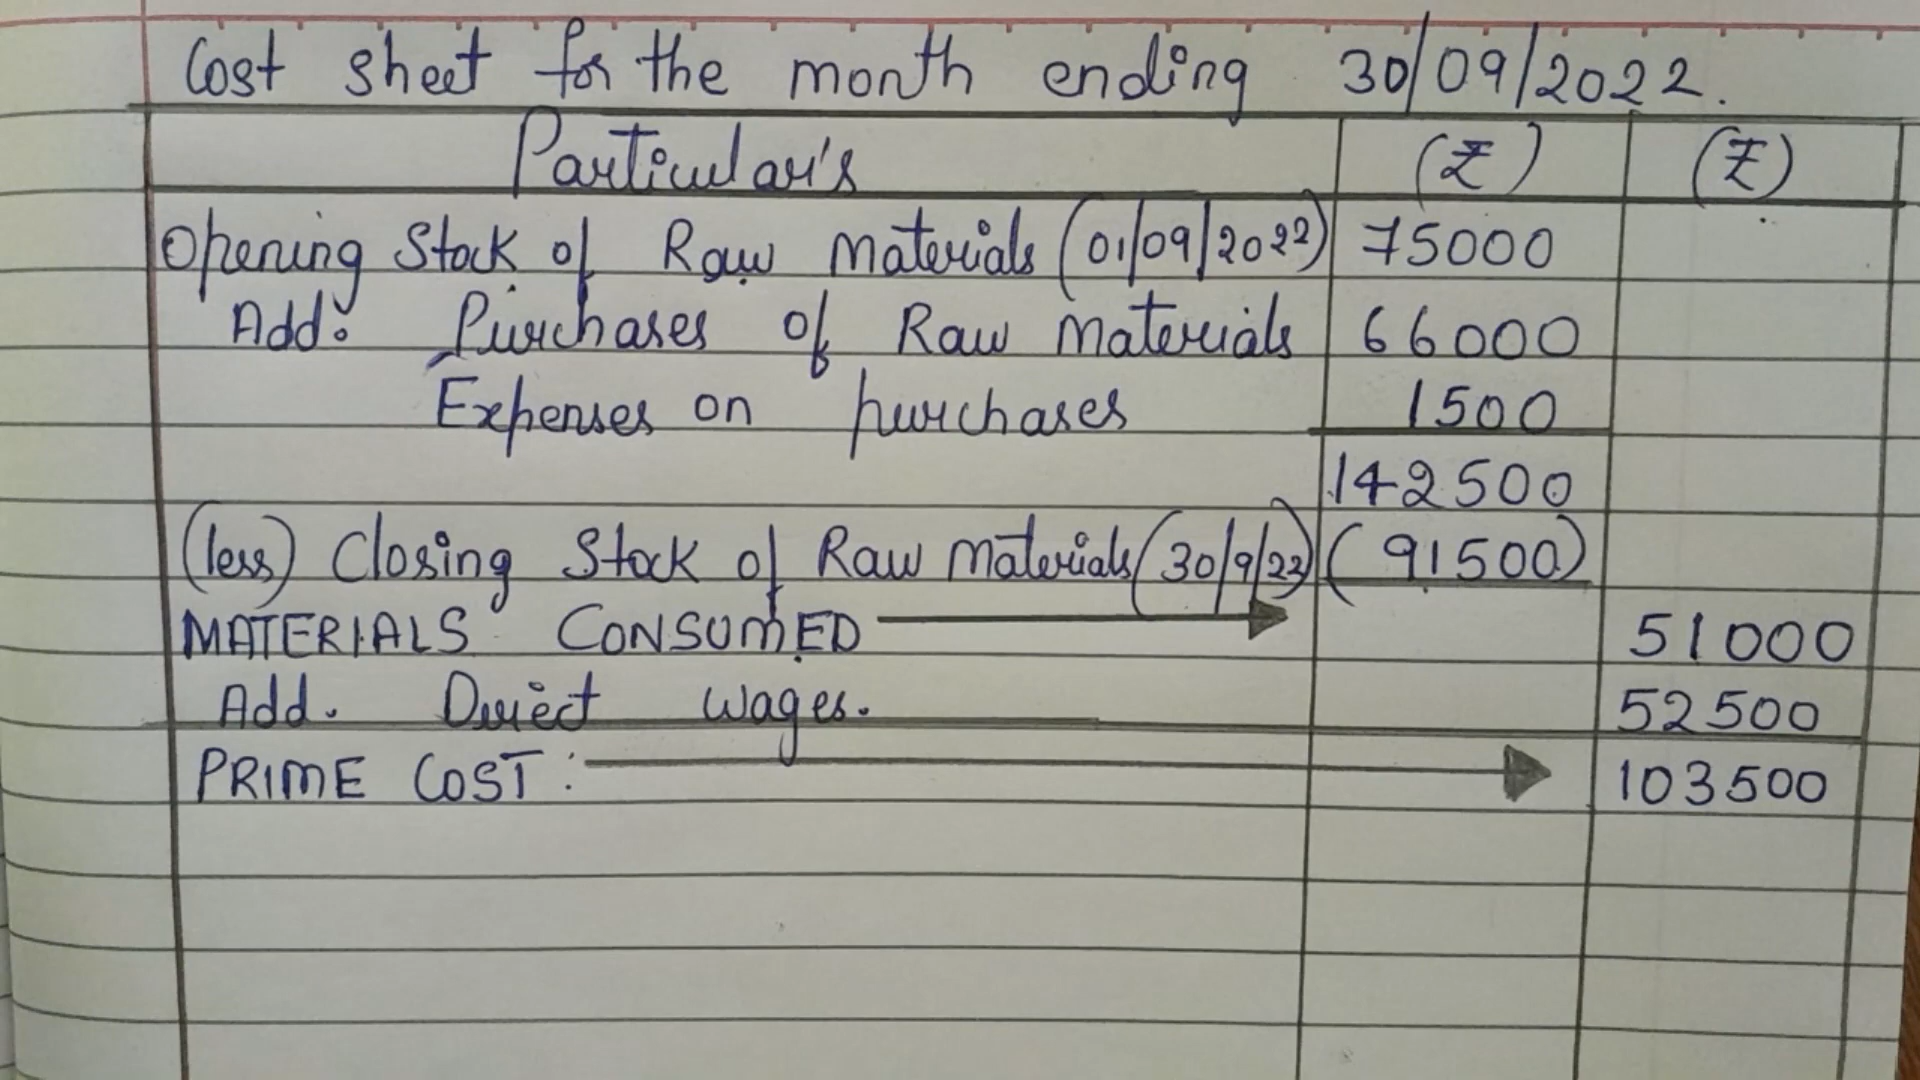 Cost sheet for the month ending 30/09/2022.
Particular's (₹) (₹)
Opening Stock of Raw Materials (01/09/2022) 75000
Add: Purchases of Raw Materials 66000
Expenses on purchases 1500
142500
(less) Closing Stock of Raw Materials (30/9/22) (91500)
MATERIALS CONSUMED 51000
Add. Direct Wages. 52500
PRIME COST: 103500